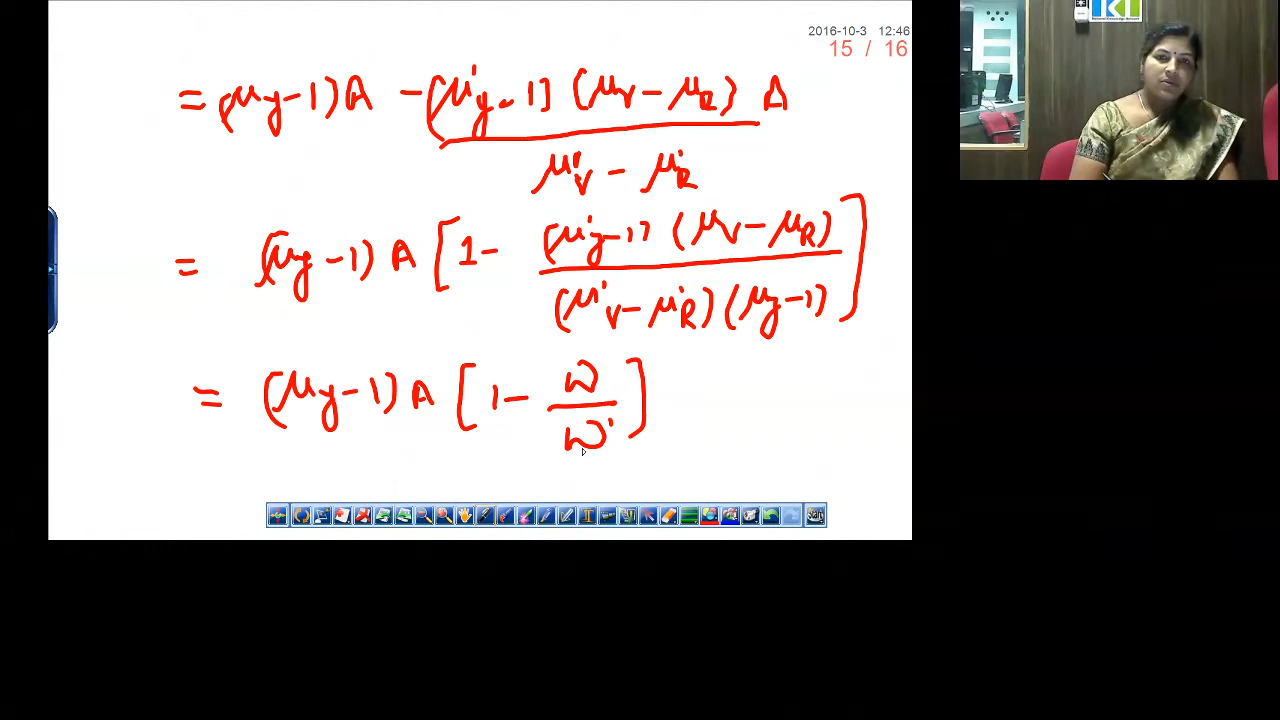 2016-10-3 12:46
15 / 16
= (μy-1)A - (μ'y-1) (μv-μR) A
μ'v - μ'R
= (μy-1) A [1- (μ'y-1) (μv-μR)
(μ'v-μ'R)(μy-1)]
= (μy-1)A [1- ω
ω']